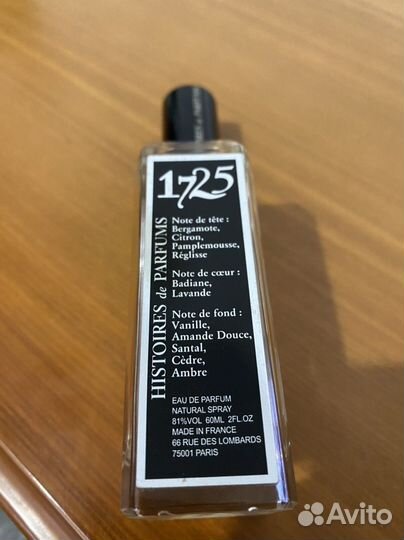 1725
HISTOIRES de PARFUMS
Note de tête :
Bergamote,
Citron,
Pamplemousse,
Réglisse
Note de cœur :
Badiane,
Lavande
Note de fond :
Vanille,
Amande Douce,
Santal,
Cèdre,
Ambre
EAU DE PARFUM
NATURAL SPRAY
81%VOL 60ML 2FL.OZ
MADE IN FRANCE
66 RUE DES LOMBARDS
75001 PARIS
Avito